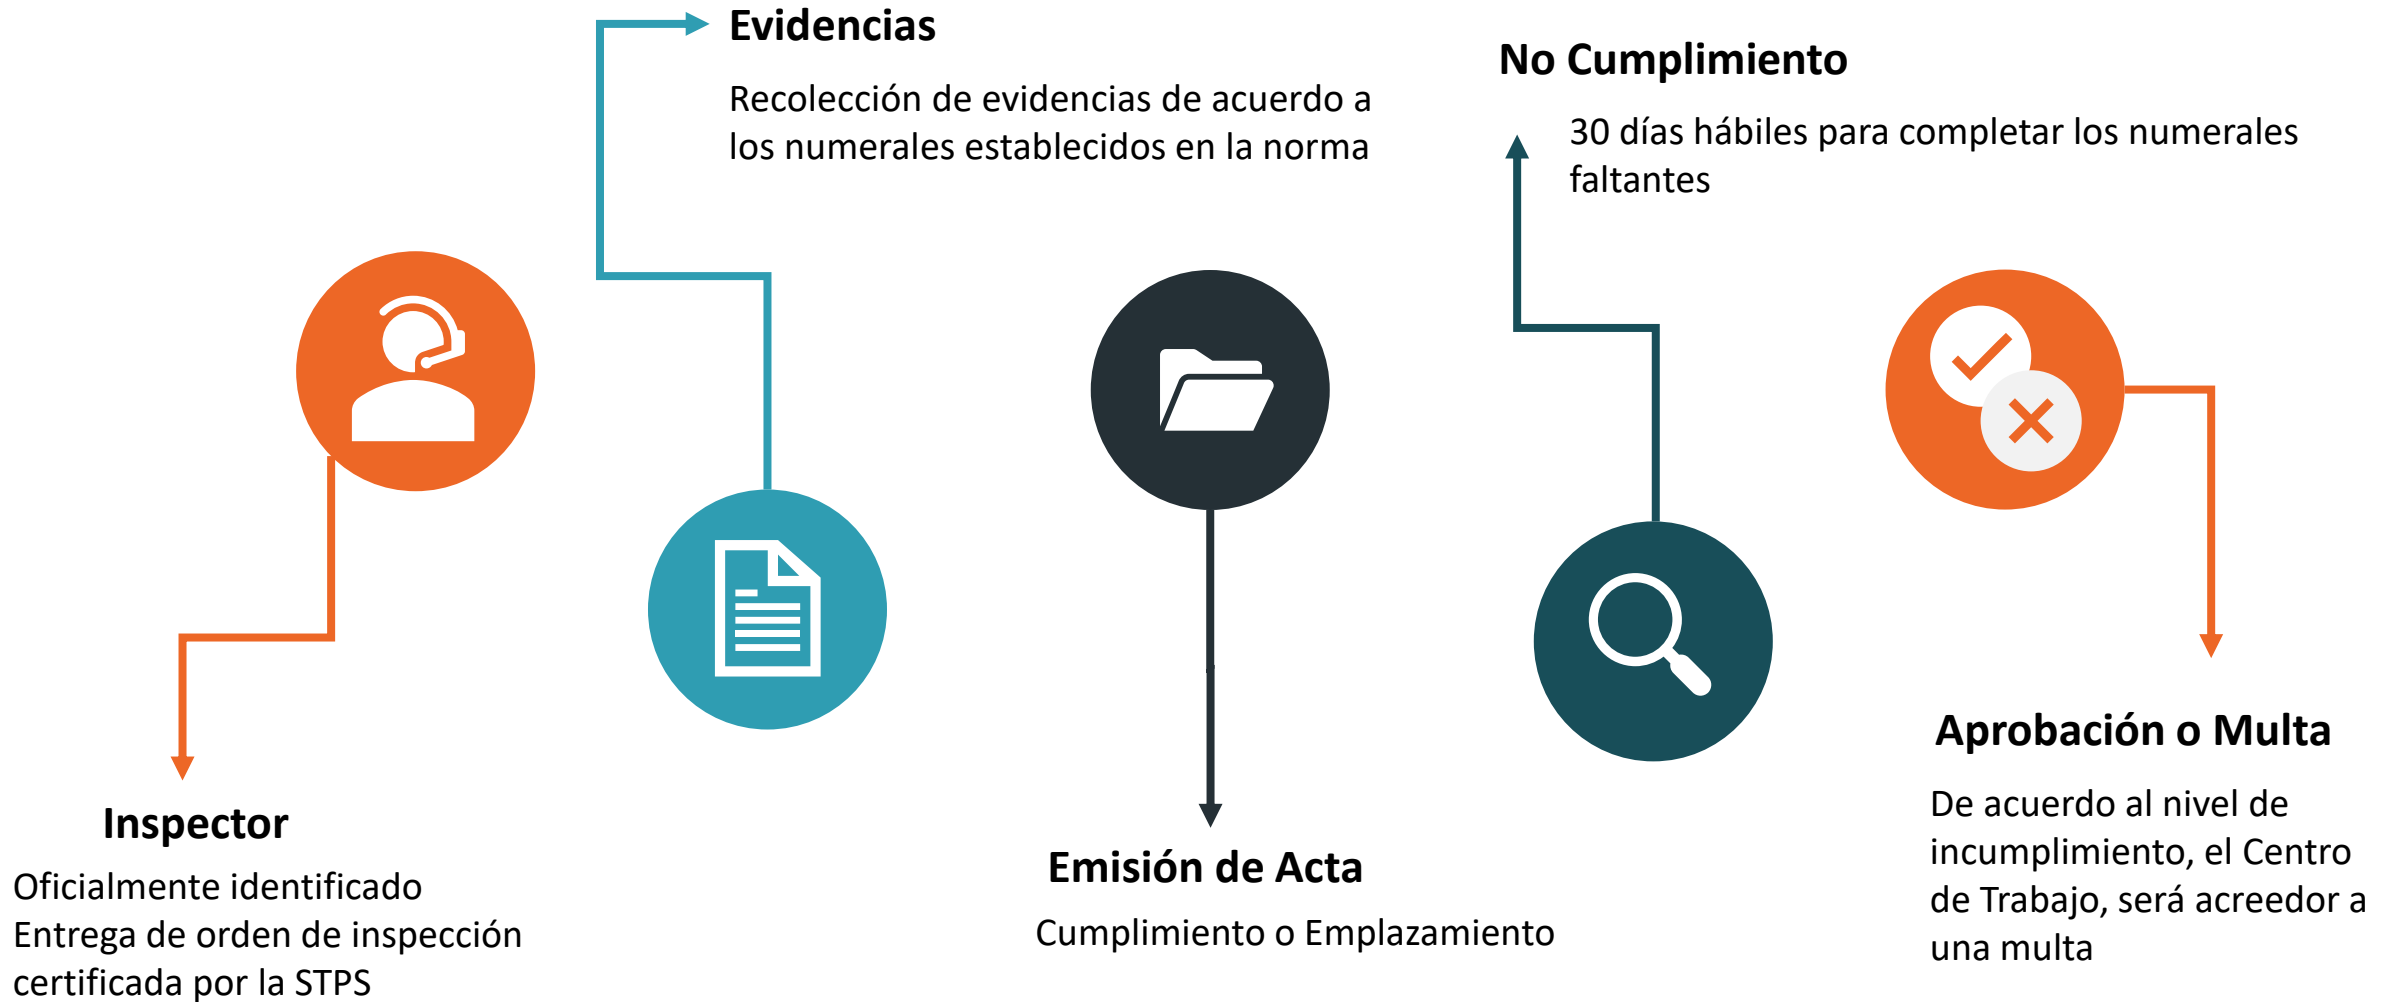 Inspector
Oficialmente identificado
Entrega de orden de inspección
certificada por la STPS
Evidencias
Recolección de evidencias de acuerdo a
los numerales establecidos en la norma
Emisión de Acta
Cumplimiento o Emplazamiento
No Cumplimiento
30 días hábiles para completar los numerales
faltantes
Aprobación o Multa
De acuerdo al nivel de
incumplimiento, el Centro
de Trabajo, será acreedor a
una multa